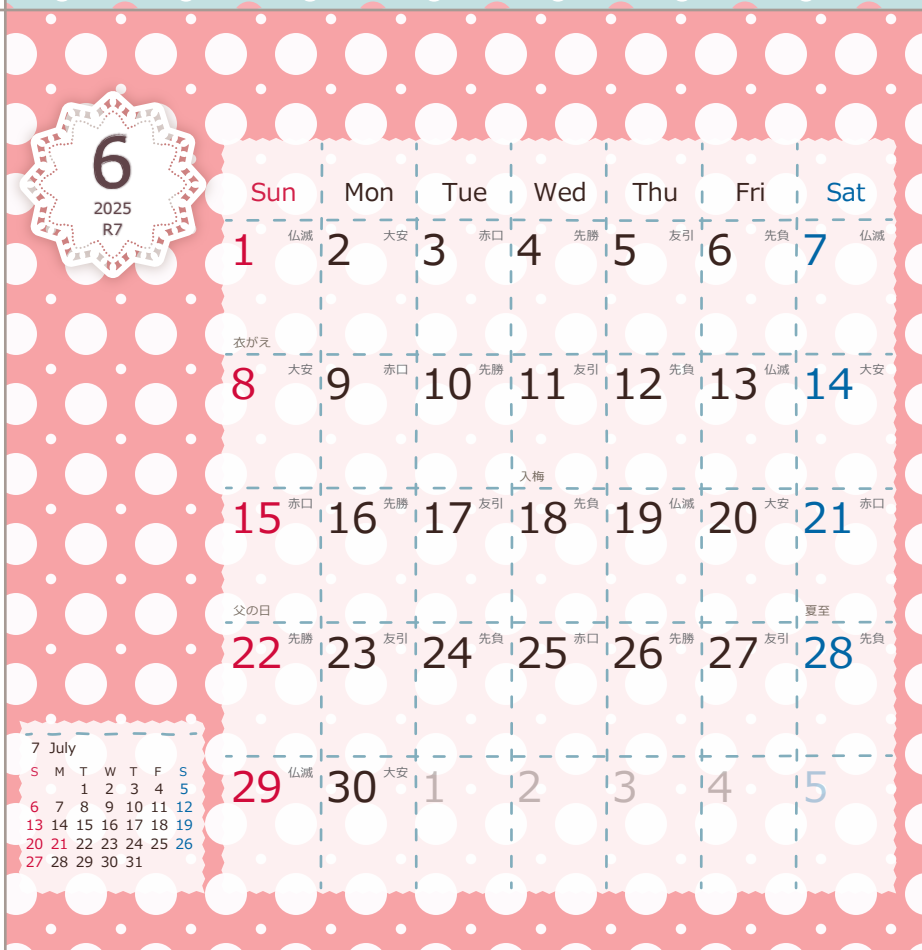 6
2025
R7
Sun Mon Tue Wed Thu Fri Sat
1 仏滅 2 大安 3 赤口 4 先勝 5 友引 6 先負 7 仏滅
衣がえ
8 大安 9 赤口 10 先勝 11 友引 12 先負 13 仏滅 14 大安
入梅
15 赤口 16 先勝 17 友引 18 先負 19 仏滅 20 大安 21 赤口
父の日 夏至
22 先勝 23 友引 24 先負 25 赤口 26 先勝 27 友引 28 先負
29 仏滅 30 大安 1 2 3 4 5
7 July
S M T W T F S
1 2 3 4 5
6 7 8 9 10 11 12
13 14 15 16 17 18 19
20 21 22 23 24 25 26
27 28 29 30 31